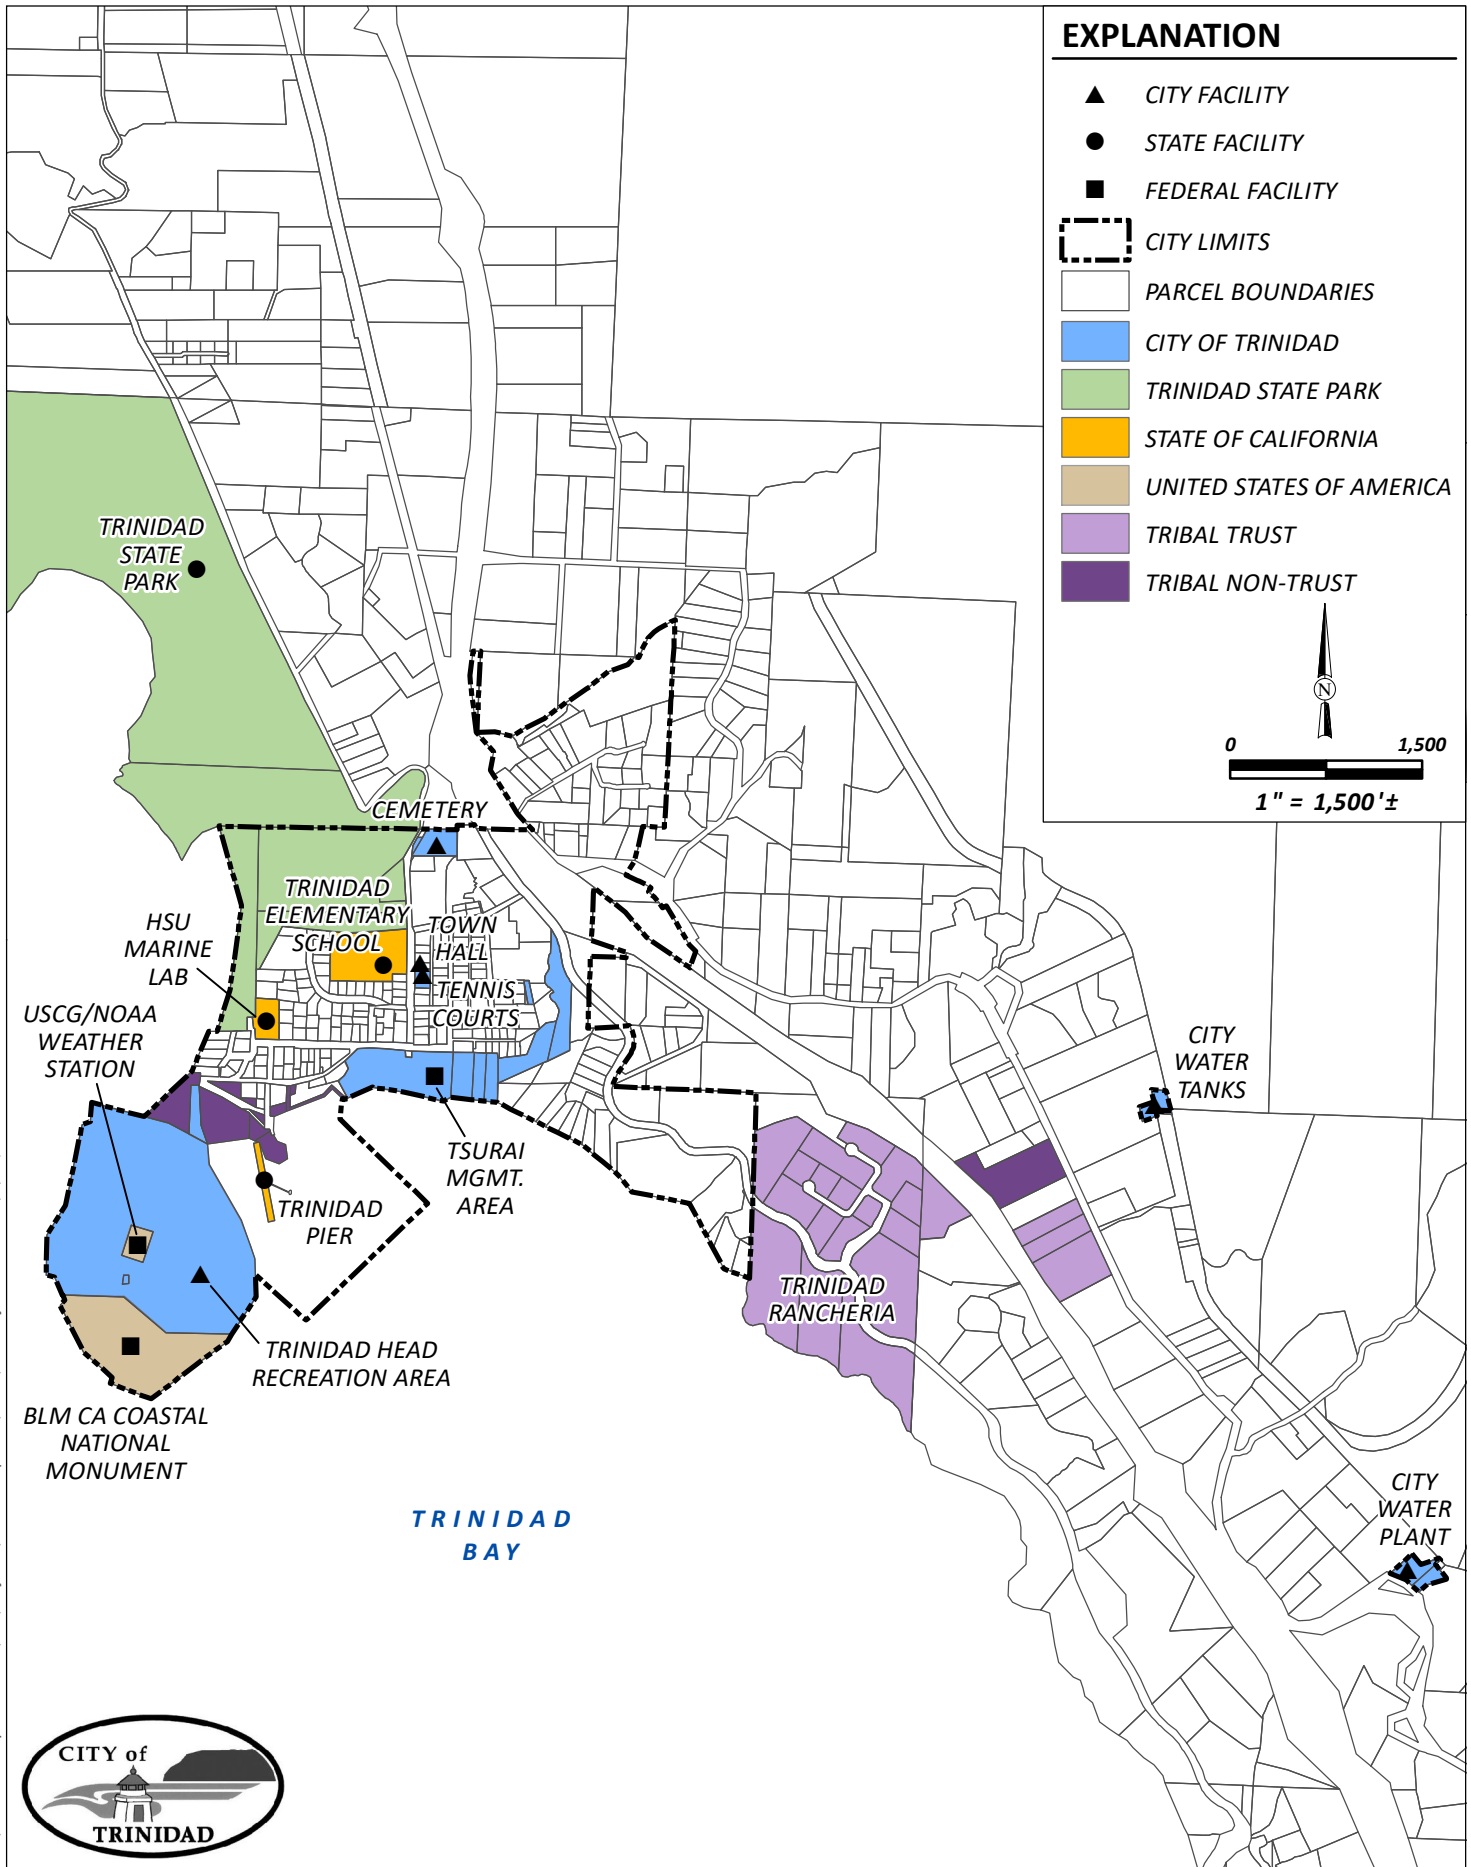 EXPLANATION
CITY FACILITY
STATE FACILITY
FEDERAL FACILITY
CITY LIMITS
PARCEL BOUNDARIES
CITY OF TRINIDAD
TRINIDAD STATE PARK
STATE OF CALIFORNIA
UNITED STATES OF AMERICA
TRIBAL TRUST
TRIBAL NON-TRUST
N
0 1,500
1" = 1,500'±
TRINIDAD
STATE
PARK
CEMETERY
TRINIDAD
ELEMENTARY
SCHOOL
TOWN
HALL
TENNIS
COURTS
HSU
MARINE
LAB
USCG/NOAA
WEATHER
STATION
CITY
WATER
TANKS
TSURAI
MGMT.
AREA
TRINIDAD
PIER
TRINIDAD
RANCHERIA
TRINIDAD HEAD
RECREATION AREA
BLM CA COASTAL
NATIONAL
MONUMENT
CITY
WATER
PLANT
TRINIDAD
BAY
CITY of
TRINIDAD